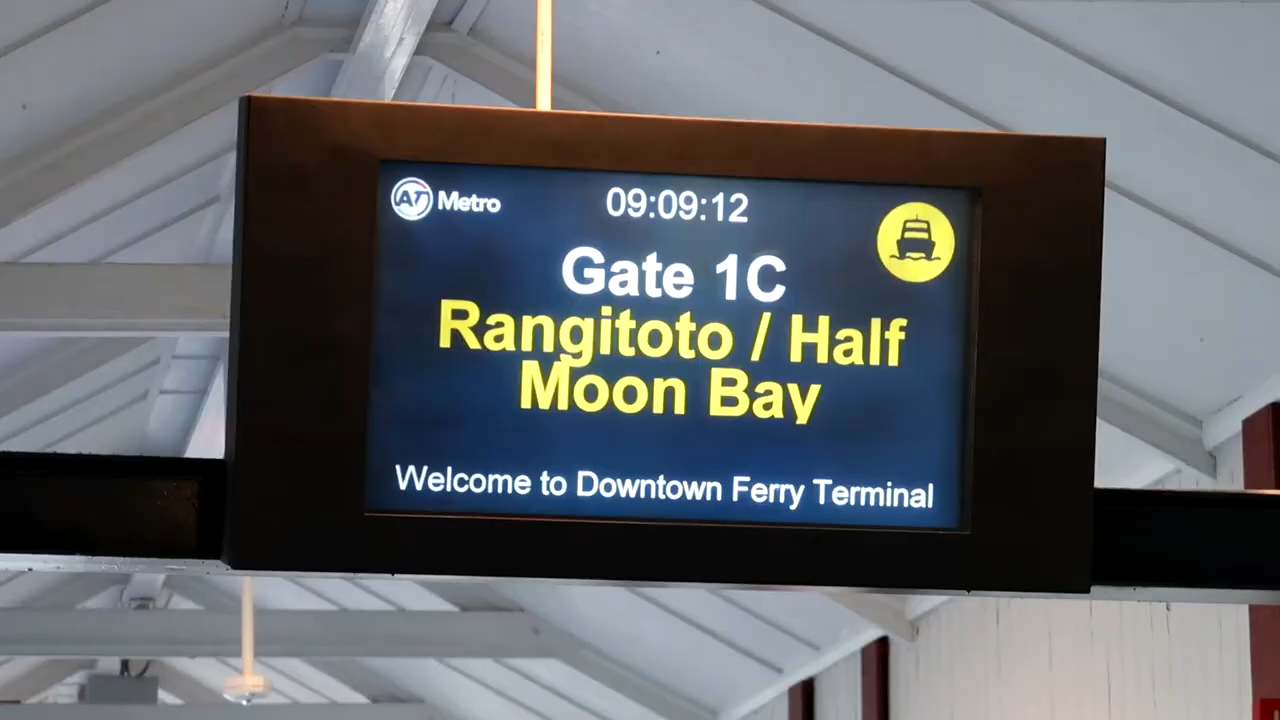 AT Metro
09:09:12
Gate 1C
Rangitoto / Half
Moon Bay
Welcome to Downtown Ferry Terminal